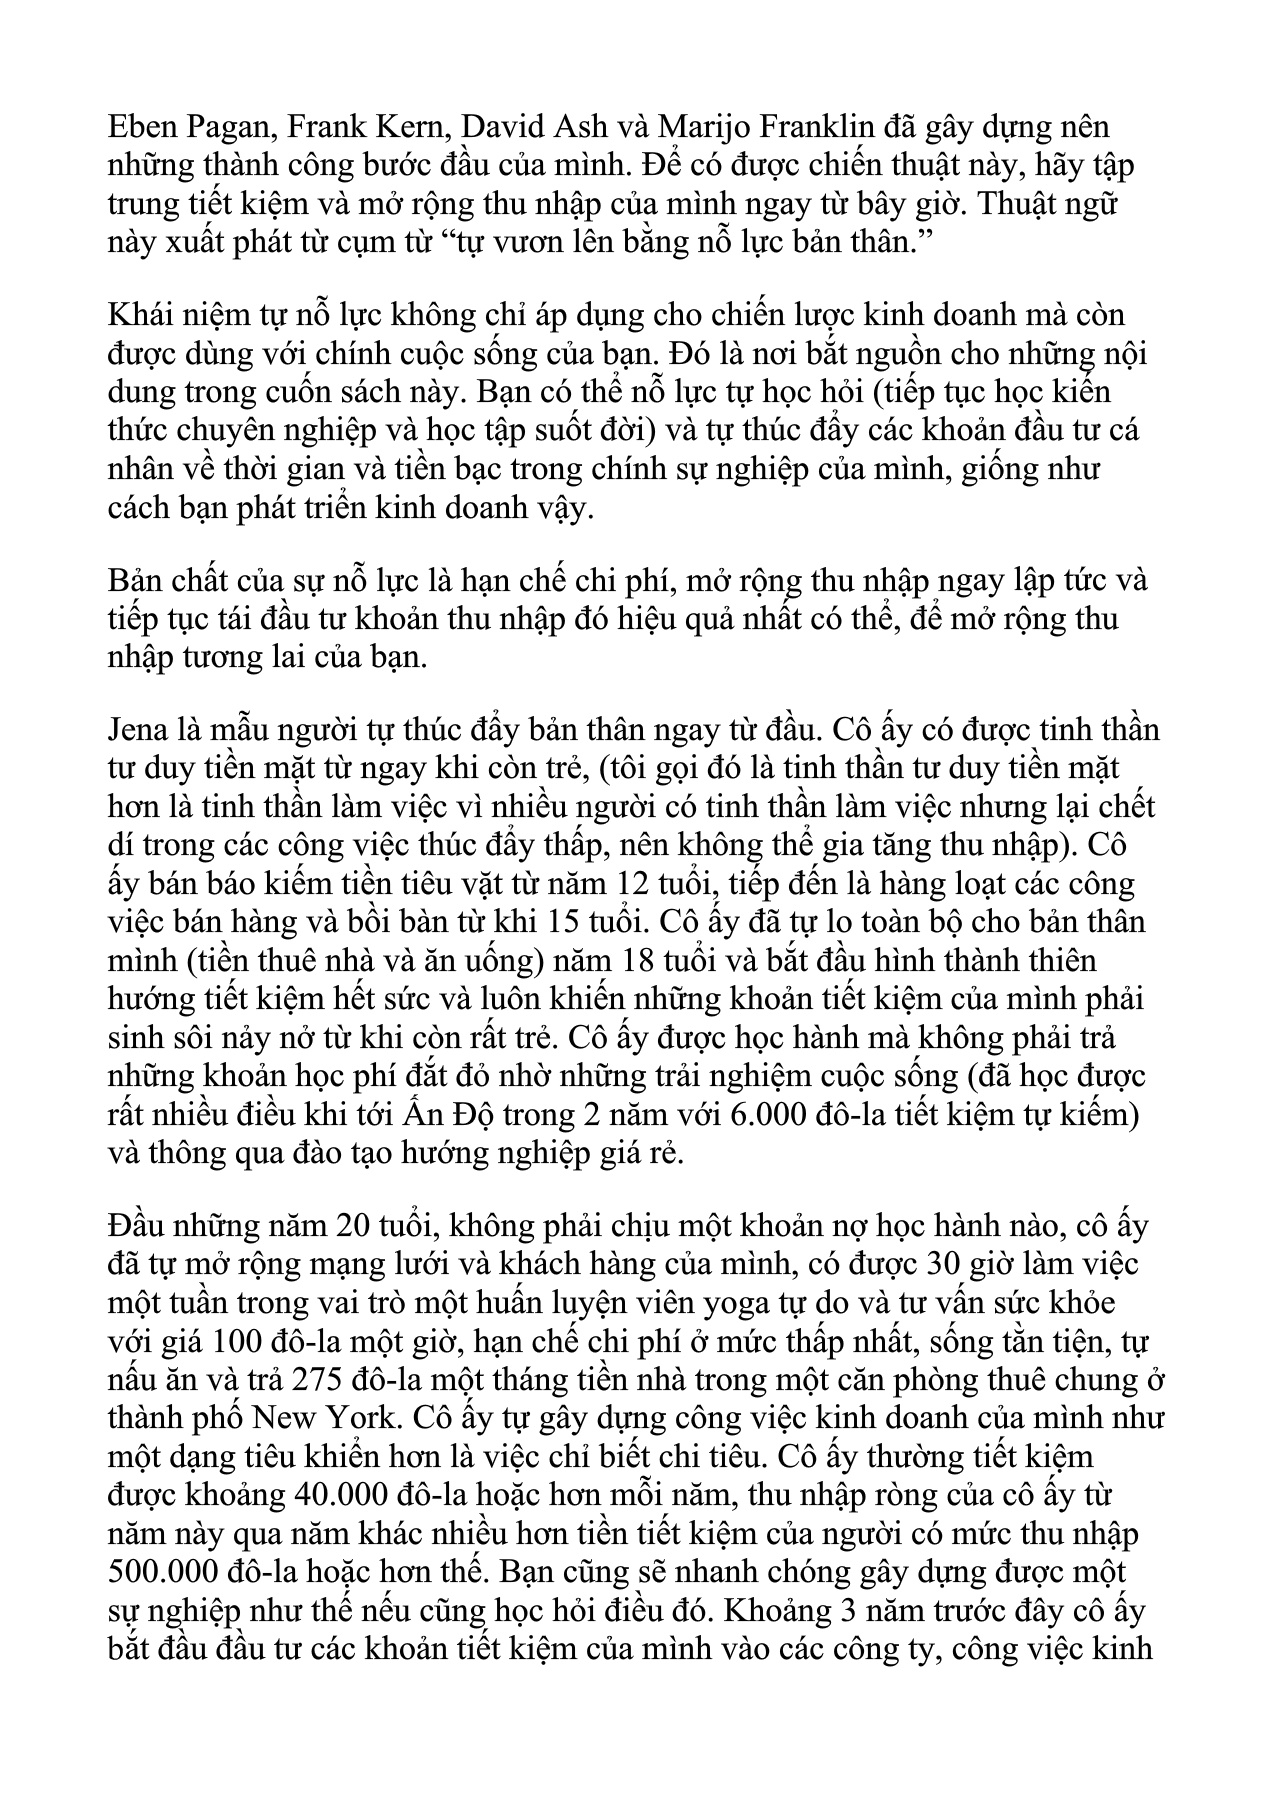 Eben Pagan, Frank Kern, David Ash và Marijo Franklin đã gây dựng nên
những thành công bước đầu của mình. Để có được chiến thuật này, hãy tập
trung tiết kiệm và mở rộng thu nhập của mình ngay từ bây giờ. Thuật ngữ
này xuất phát từ cụm từ “tự vươn lên bằng nỗ lực bản thân.”
Khái niệm tự nỗ lực không chỉ áp dụng cho chiến lược kinh doanh mà còn
được dùng với chính cuộc sống của bạn. Đó là nơi bắt nguồn cho những nội
dung trong cuốn sách này. Bạn có thể nỗ lực tự học hỏi (tiếp tục học kiến
thức chuyên nghiệp và học tập suốt đời) và tự thúc đẩy các khoản đầu tư cá
nhân về thời gian và tiền bạc trong chính sự nghiệp của mình, giống như
cách bạn phát triển kinh doanh vậy.
Bản chất của sự nỗ lực là hạn chế chi phí, mở rộng thu nhập ngay lập tức và
tiếp tục tái đầu tư khoản thu nhập đó hiệu quả nhất có thể, để mở rộng thu
nhập tương lai của bạn.
Jena là mẫu người tự thúc đẩy bản thân ngay từ đầu. Cô ấy có được tinh thần
tư duy tiền mặt từ ngay khi còn trẻ, (tôi gọi đó là tinh thần tư duy tiền mặt
hơn là tinh thần làm việc vì nhiều người có tinh thần làm việc nhưng lại chết
dí trong các công việc thúc đẩy thấp, nên không thể gia tăng thu nhập). Cô
ấy bán báo kiếm tiền tiêu vặt từ năm 12 tuổi, tiếp đến là hàng loạt các công
việc bán hàng và bồi bàn từ khi 15 tuổi. Cô ấy đã tự lo toàn bộ cho bản thân
mình (tiền thuê nhà và ăn uống) năm 18 tuổi và bắt đầu hình thành thiên
hướng tiết kiệm hết sức và luôn khiến những khoản tiết kiệm của mình phải
sinh sôi nảy nở từ khi còn rất trẻ. Cô ấy được học hành mà không phải trả
những khoản học phí đắt đỏ nhờ những trải nghiệm cuộc sống (đã học được
rất nhiều điều khi tới Ấn Độ trong 2 năm với 6.000 đô-la tiết kiệm tự kiếm)
và thông qua đào tạo hướng nghiệp giá rẻ.
Đầu những năm 20 tuổi, không phải chịu một khoản nợ học hành nào, cô ấy
đã tự mở rộng mạng lưới và khách hàng của mình, có được 30 giờ làm việc
một tuần trong vai trò một huấn luyện viên yoga tự do và tư vấn sức khỏe
với giá 100 đô-la một giờ, hạn chế chi phí ở mức thấp nhất, sống tằn tiện, tự
nấu ăn và trả 275 đô-la một tháng tiền nhà trong một căn phòng thuê chung ở
thành phố New York. Cô ấy tự gây dựng công việc kinh doanh của mình như
một dạng tiêu khiển hơn là việc chỉ biết chi tiêu. Cô ấy thường tiết kiệm
được khoảng 40.000 đô-la hoặc hơn mỗi năm, thu nhập ròng của cô ấy từ
năm này qua năm khác nhiều hơn tiền tiết kiệm của người có mức thu nhập
500.000 đô-la hoặc hơn thế. Bạn cũng sẽ nhanh chóng gây dựng được một
sự nghiệp như thế nếu cũng học hỏi điều đó. Khoảng 3 năm trước đây cô ấy
bắt đầu đầu tư các khoản tiết kiệm của mình vào các công ty, công việc kinh